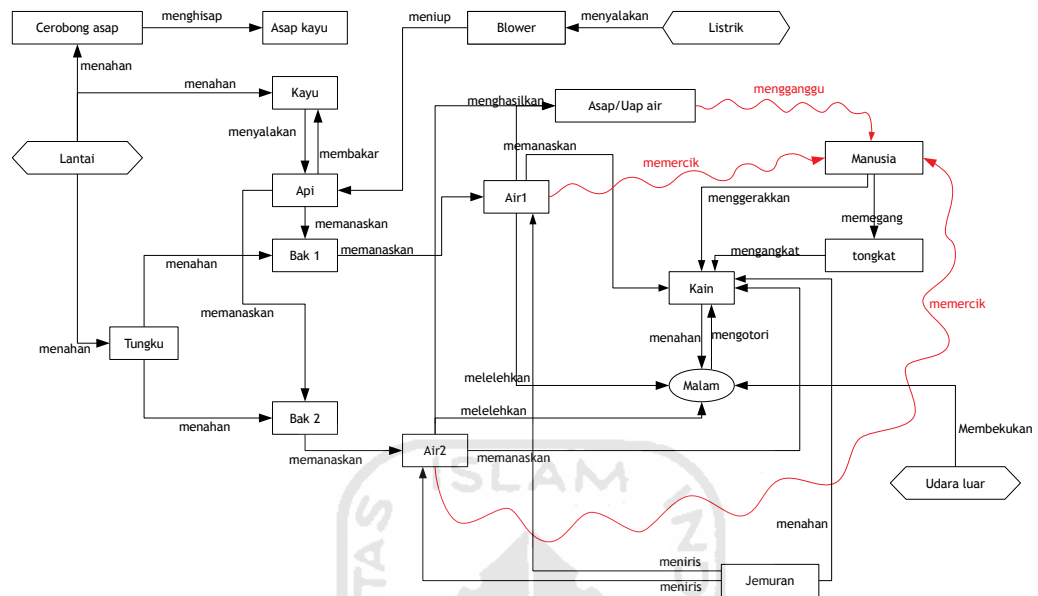 Cerobong asap
menghisap
Asap kayu
meniup
Blower
menyalakan
Listrik
menahan
menahan
Kayu
menghasilkan
Asap/Uap air
mengganggu
menyalakan
membakar
memanaskan
Manusia
Lantai
memercik
Api
Air1
menggerakkan
memegang
memanaskan
menahan
Bak 1
memanaskan
mengangkat
tongkat
Kain
memanaskan
memercik
menahan
Tungku
menahan
mengotori
melelehkan
Malam
melelehkan
menahan
Bak 2
Membekukan
memanaskan
Air2
memanaskan
Udara luar
ISLAM
menahan
meniris
meniris
Jemuran